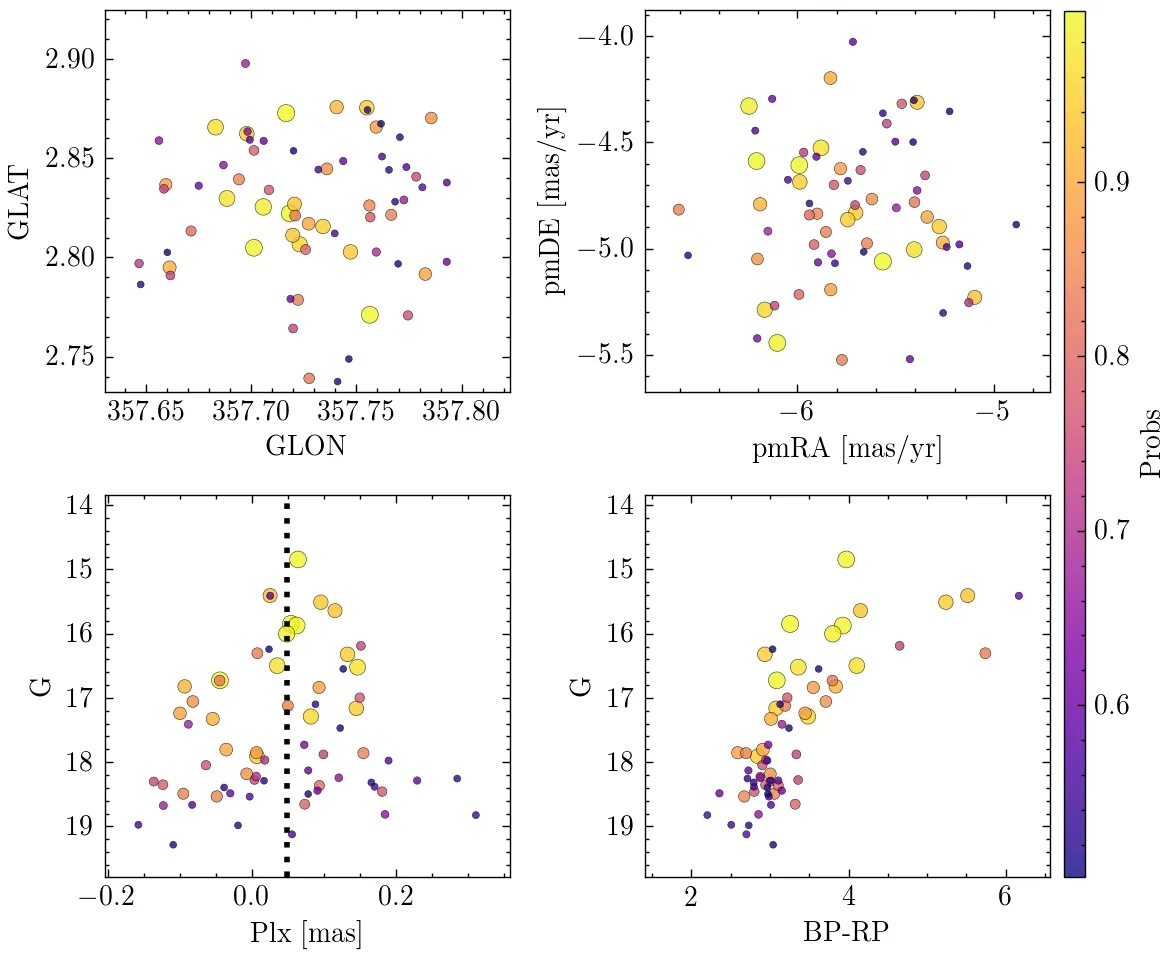 2.90
2.85
2.80
2.75
GLAT
357.65 357.70 357.75 357.80
GLON
−4.0
−4.5
−5.0
−5.5
pmDE [mas/yr]
−6 −5
pmRA [mas/yr]
14
15
16
17
18
19
G
−0.2 0.0 0.2
Plx [mas]
14
15
16
17
18
19
G
2 4 6
BP-RP
0.9
0.8
0.7
0.6
Probs